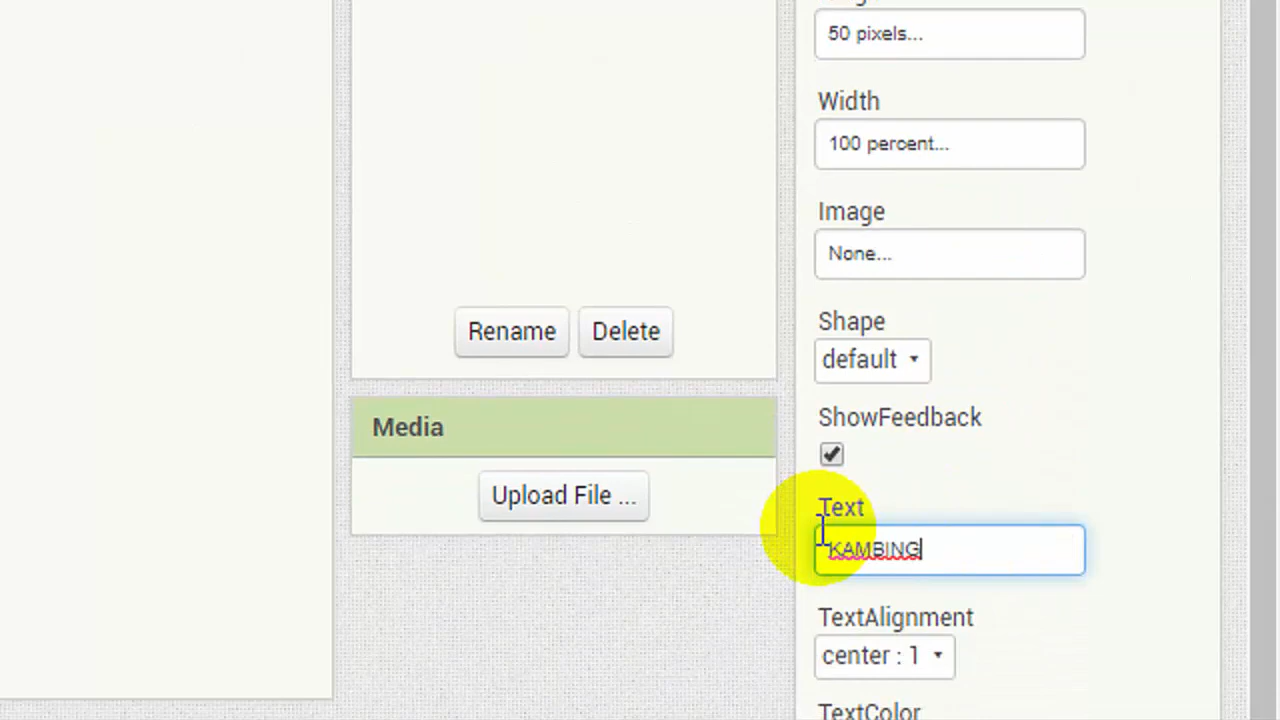 50 pixels...
Width
100 percent...
Image
None...
Rename
Delete
Shape
default
Media
ShowFeedback
Upload File ...
Text
KAMBING
TextAlignment
center : 1
TextColor